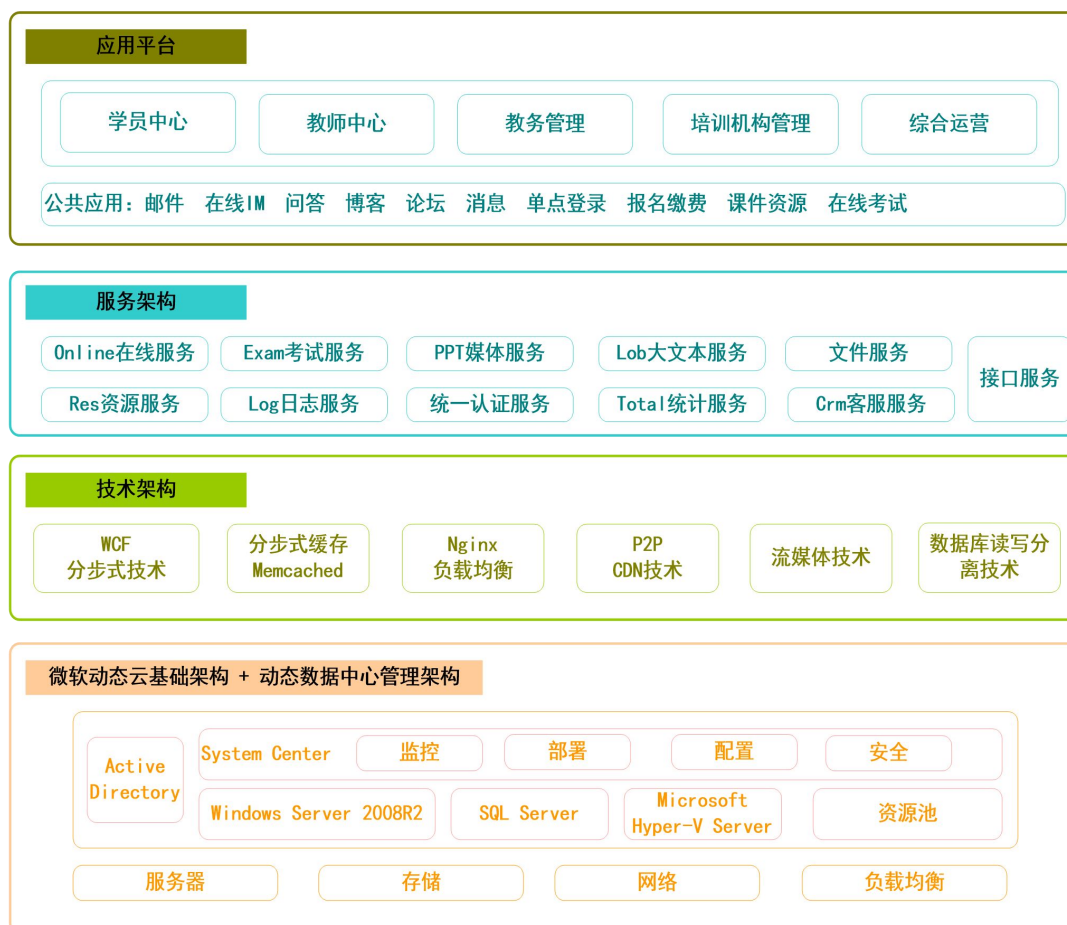 应用平台
学员中心 教师中心 教务管理 培训机构管理 综合运营
公共应用：邮件 在线IM 问答 博客 论坛 消息 单点登录 报名缴费 课件资源 在线考试
服务架构
Online在线服务 Exam考试服务 PPT媒体服务 Lob大文本服务 文件服务
接口服务
Res资源服务 Log日志服务 统一认证服务 Total统计服务 Crm客服服务
技术架构
WCF
分步式技术
分步式缓存
Memcached
Nginx
负载均衡
P2P
CDN技术
流媒体技术
数据库读写分
离技术
微软动态云基础架构 + 动态数据中心管理架构
Active
Directory
System Center 监控 部署 配置 安全
Windows Server 2008R2 SQL Server
Microsoft
Hyper-V Server
资源池
服务器 存储 网络 负载均衡